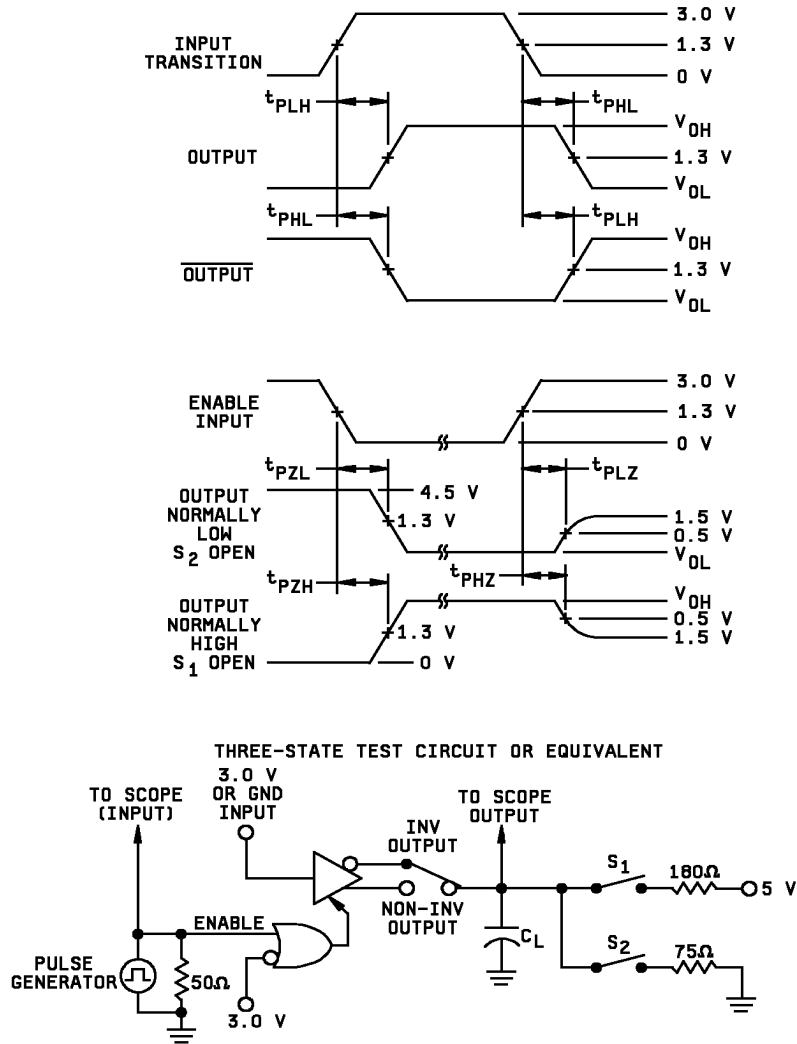 3.0 V
INPUT
TRANSITION
1.3 V
0 V
tPLH
tPHL
VOH
OUTPUT
1.3 V
VOL
tPHL
tPLH
VOH
OUTPUT
1.3 V
VOL
3.0 V
ENABLE
INPUT
1.3 V
0 V
tPZL
tPLZ
OUTPUT
NORMALLY
LOW
S2 OPEN
4.5 V
1.3 V
1.5 V
0.5 V
VOL
tPZH
tPHZ
OUTPUT
NORMALLY
HIGH
S1 OPEN
1.3 V
0 V
VOH
0.5 V
1.5 V
THREE-STATE TEST CIRCUIT OR EQUIVALENT
TO SCOPE
(INPUT)
3.0 V
OR GND
INPUT
INV
OUTPUT
TO SCOPE
OUTPUT
S1
180Ω
5 V
NON-INV
OUTPUT
ENABLE
CL
S2
75Ω
PULSE
GENERATOR
50Ω
3.0 V